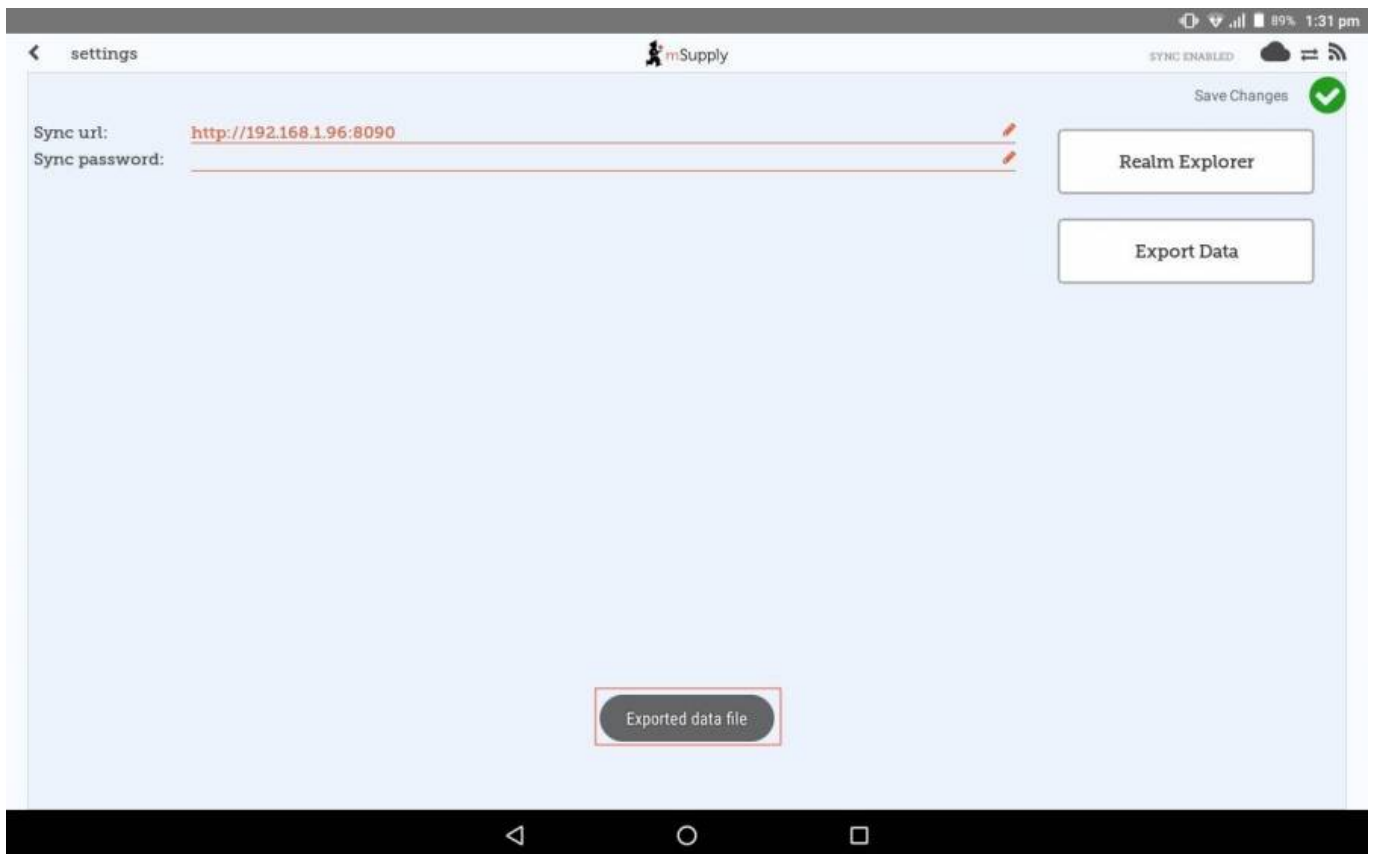 89% 1:31 pm
settings
mSupply
SYNC ENABLED
Save Changes
Sync url: http://192.168.1.96:8090
Sync password:
Realm Explorer
Export Data
Exported data file